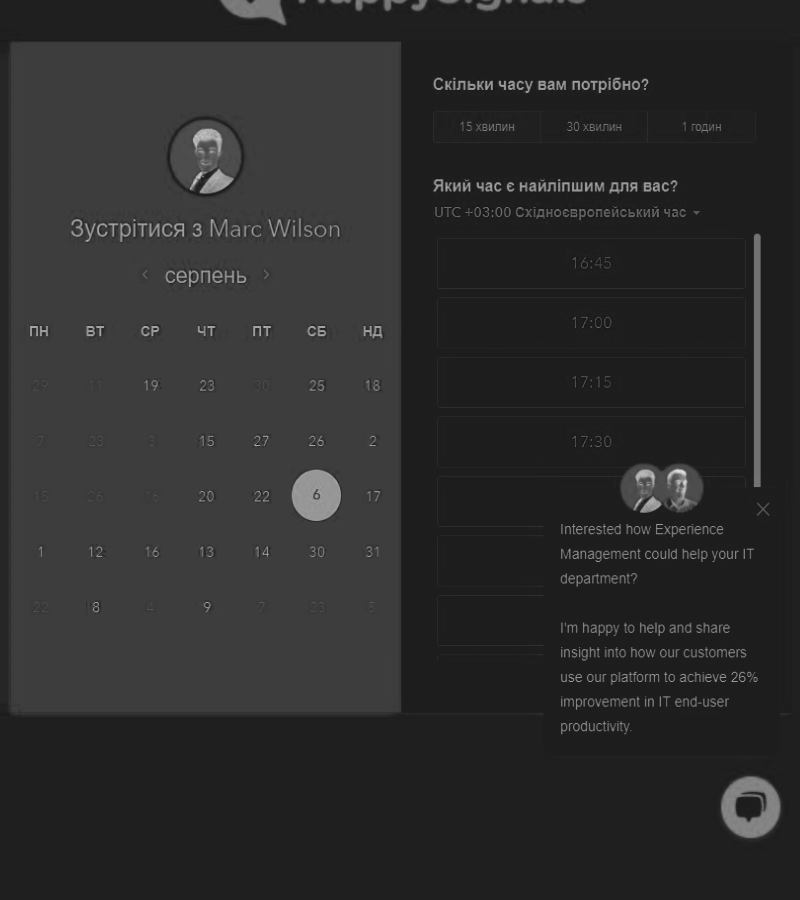 HappySignals
Зустрітися з Marc Wilson
серпень
ПН ВТ СР ЧТ ПТ СБ НД
29 11 19 23 30 25 18
7 23 3 15 27 26 2
15 26 16 20 22 6 17
1 12 16 13 14 30 31
22 8 4 9 7 23 5
Скільки часу вам потрібно?
15 хвилин 30 хвилин 1 годин
Який час є найліпшим для вас?
UTC +03:00 Східноєвропейський час
16:45
17:00
17:15
17:30
Interested how Experience
Management could help your IT
department?
I'm happy to help and share
insight into how our customers
use our platform to achieve 26%
improvement in IT end-user
productivity.